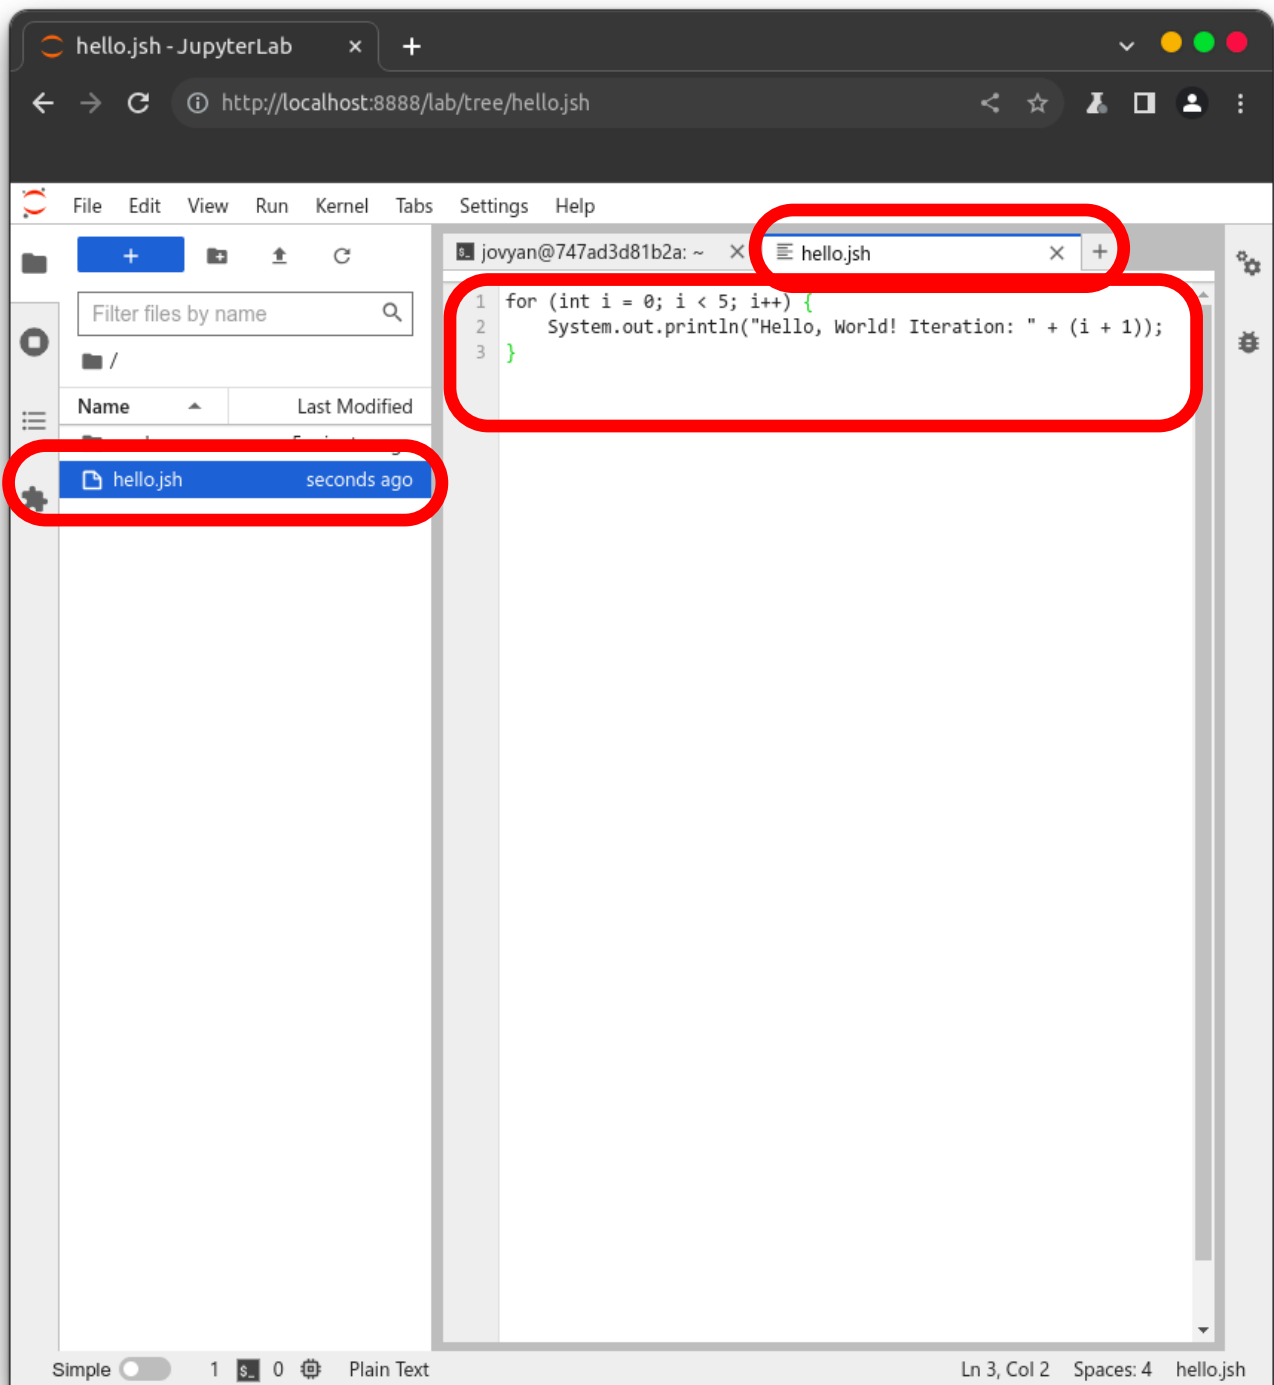 hello.jsh - JupyterLab
http://localhost:8888/lab/tree/hello.jsh
File Edit View Run Kernel Tabs Settings Help
jovyan@747ad3d81b2a: ~
hello.jsh
Filter files by name
/
Name Last Modified
hello.jsh seconds ago
1 for (int i = 0; i < 5; i++) {
2 System.out.println("Hello, World! Iteration: " + (i + 1));
3 }
Simple 1 $_ 0 Plain Text Ln 3, Col 2 Spaces: 4 hello.jsh